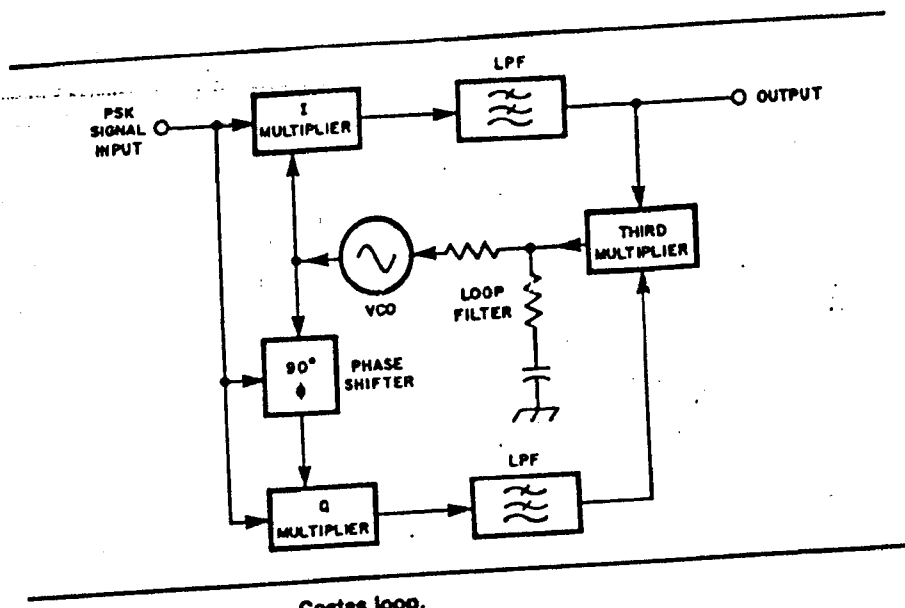 LPF
PSK
SIGNAL
INPUT
I
MULTIPLIER
OUTPUT
THIRD
MULTIPLIER
VCO
LOOP
FILTER
90°
ϕ
PHASE
SHIFTER
LPF
Q
MULTIPLIER
Costas loop.